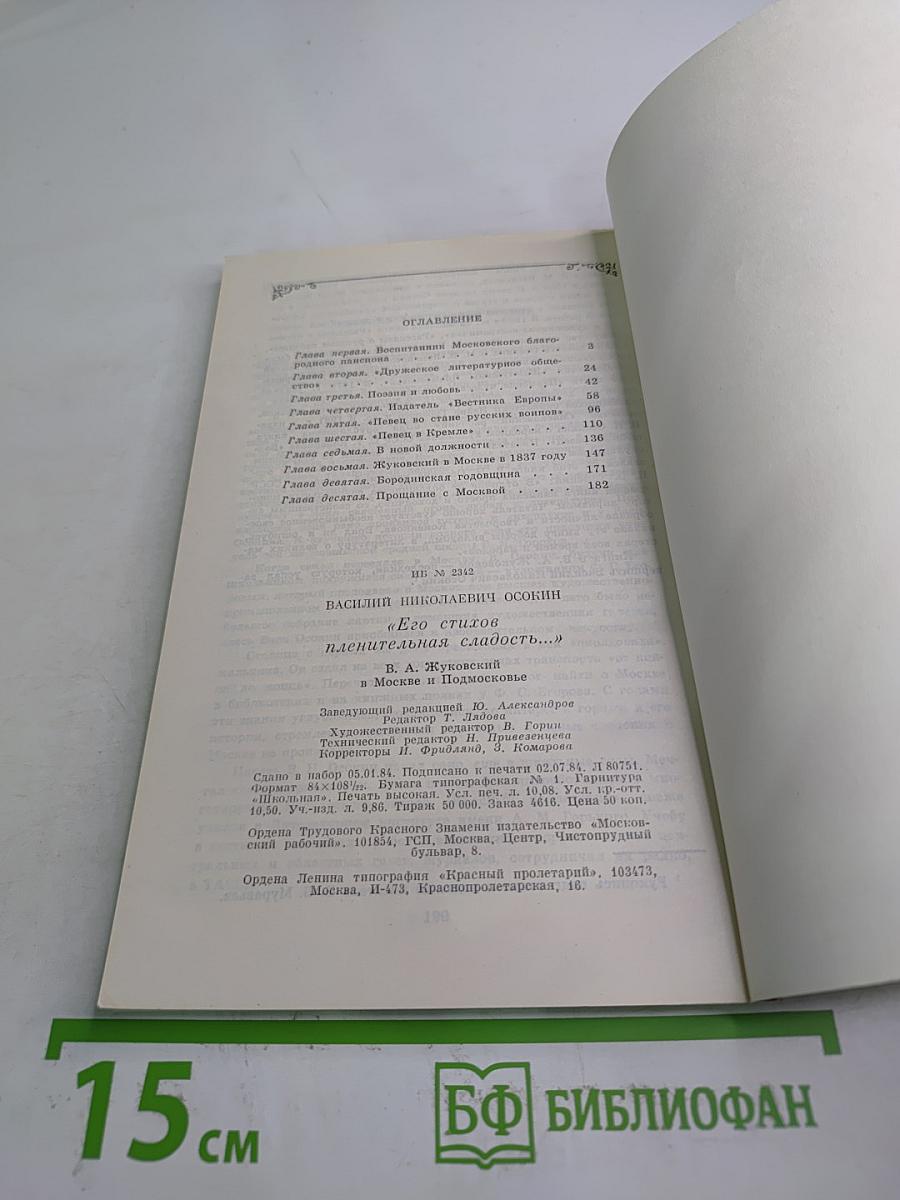 ОГЛАВЛЕНИЕ
Глава первая. Воспитанник Московского благо-
родного пансиона . . . . . . . . . . . 3
Глава вторая. «Дружеское литературное обще-
ство» . . . . . . . . . . . . . . . 24
Глава третья. Поэзия и любовь . . . . . . . 42
Глава четвертая. Издатель «Вестника Европы» 58
Глава пятая. «Певец во стане русских воинов» 96
Глава шестая. «Певец в Кремле» . . . . . . 110
Глава седьмая. В новой должности . . . . . 136
Глава восьмая. Жуковский в Москве в 1837 году 147
Глава девятая. Бородинская годовщина . . . 171
Глава десятая. Прощание с Москвой . . . . 182
ИБ № 2342
ВАСИЛИЙ НИКОЛАЕВИЧ ОСОКИН
«Его стихов
пленительная сладость...»
В. А. Жуковский
в Москве и Подмосковье
Заведующий редакцией Ю. Александров
Редактор Т. Лядова
Художественный редактор В. Горин
Технический редактор Н. Привезенцева
Корректоры И. Фридлянд, З. Комарова
Сдано в набор 05.01.84. Подписано к печати 02.07.84. Л 80751.
Формат 84×108¹/₃₂. Бумага типографская № 1. Гарнитура
«Школьная». Печать высокая. Усл. печ. л. 10,08. Усл. кр.-отт.
10,50. Уч.-изд. л. 9,86. Тираж 50 000. Заказ 4616. Цена 50 коп.
Ордена Трудового Красного Знамени издательство «Москов-
ский рабочий». 101854, ГСП, Москва, Центр, Чистопрудный
бульвар, 8.
Ордена Ленина типография «Красный пролетарий». 103473,
Москва, И-473, Краснопролетарская, 16.
15 см
БФ БИБЛИОФАН